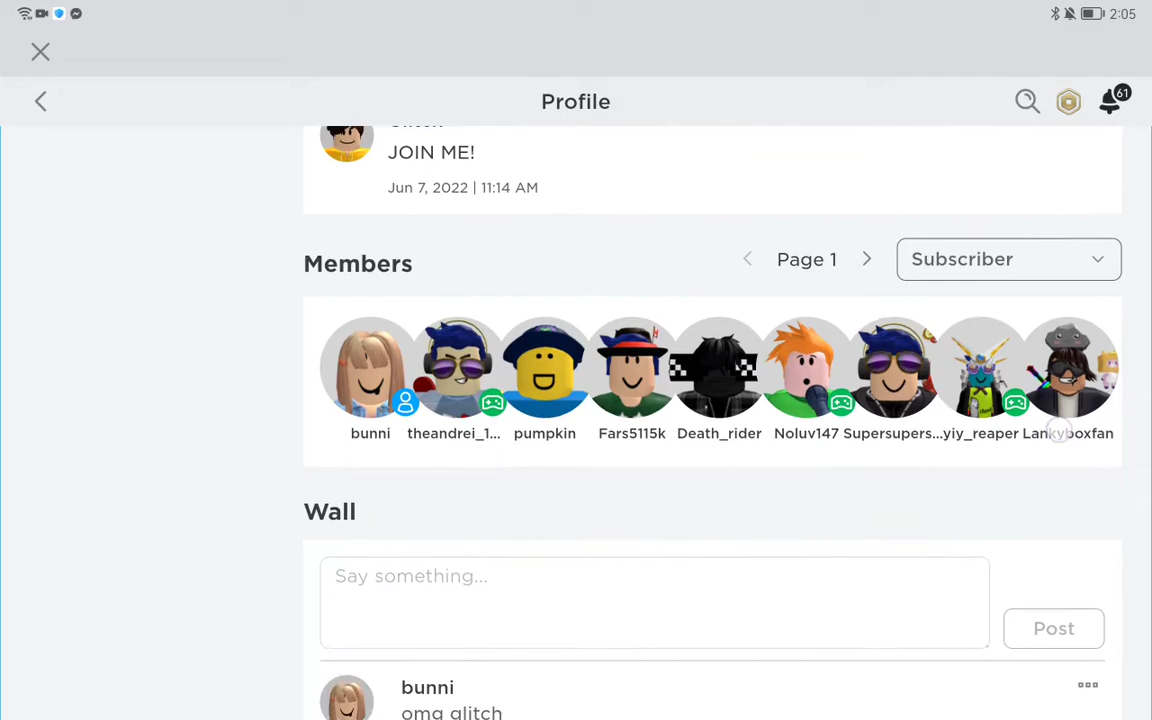 2:05
Profile
61
JOIN ME!
Jun 7, 2022 | 11:14 AM
Members
Page 1
Subscriber
bunni theandrei_1... pumpkin Fars5115k Death_rider Noluv147 Supersupers... yiy_reaper Lankyboxfan
Wall
Say something...
Post
bunni
omg glitch